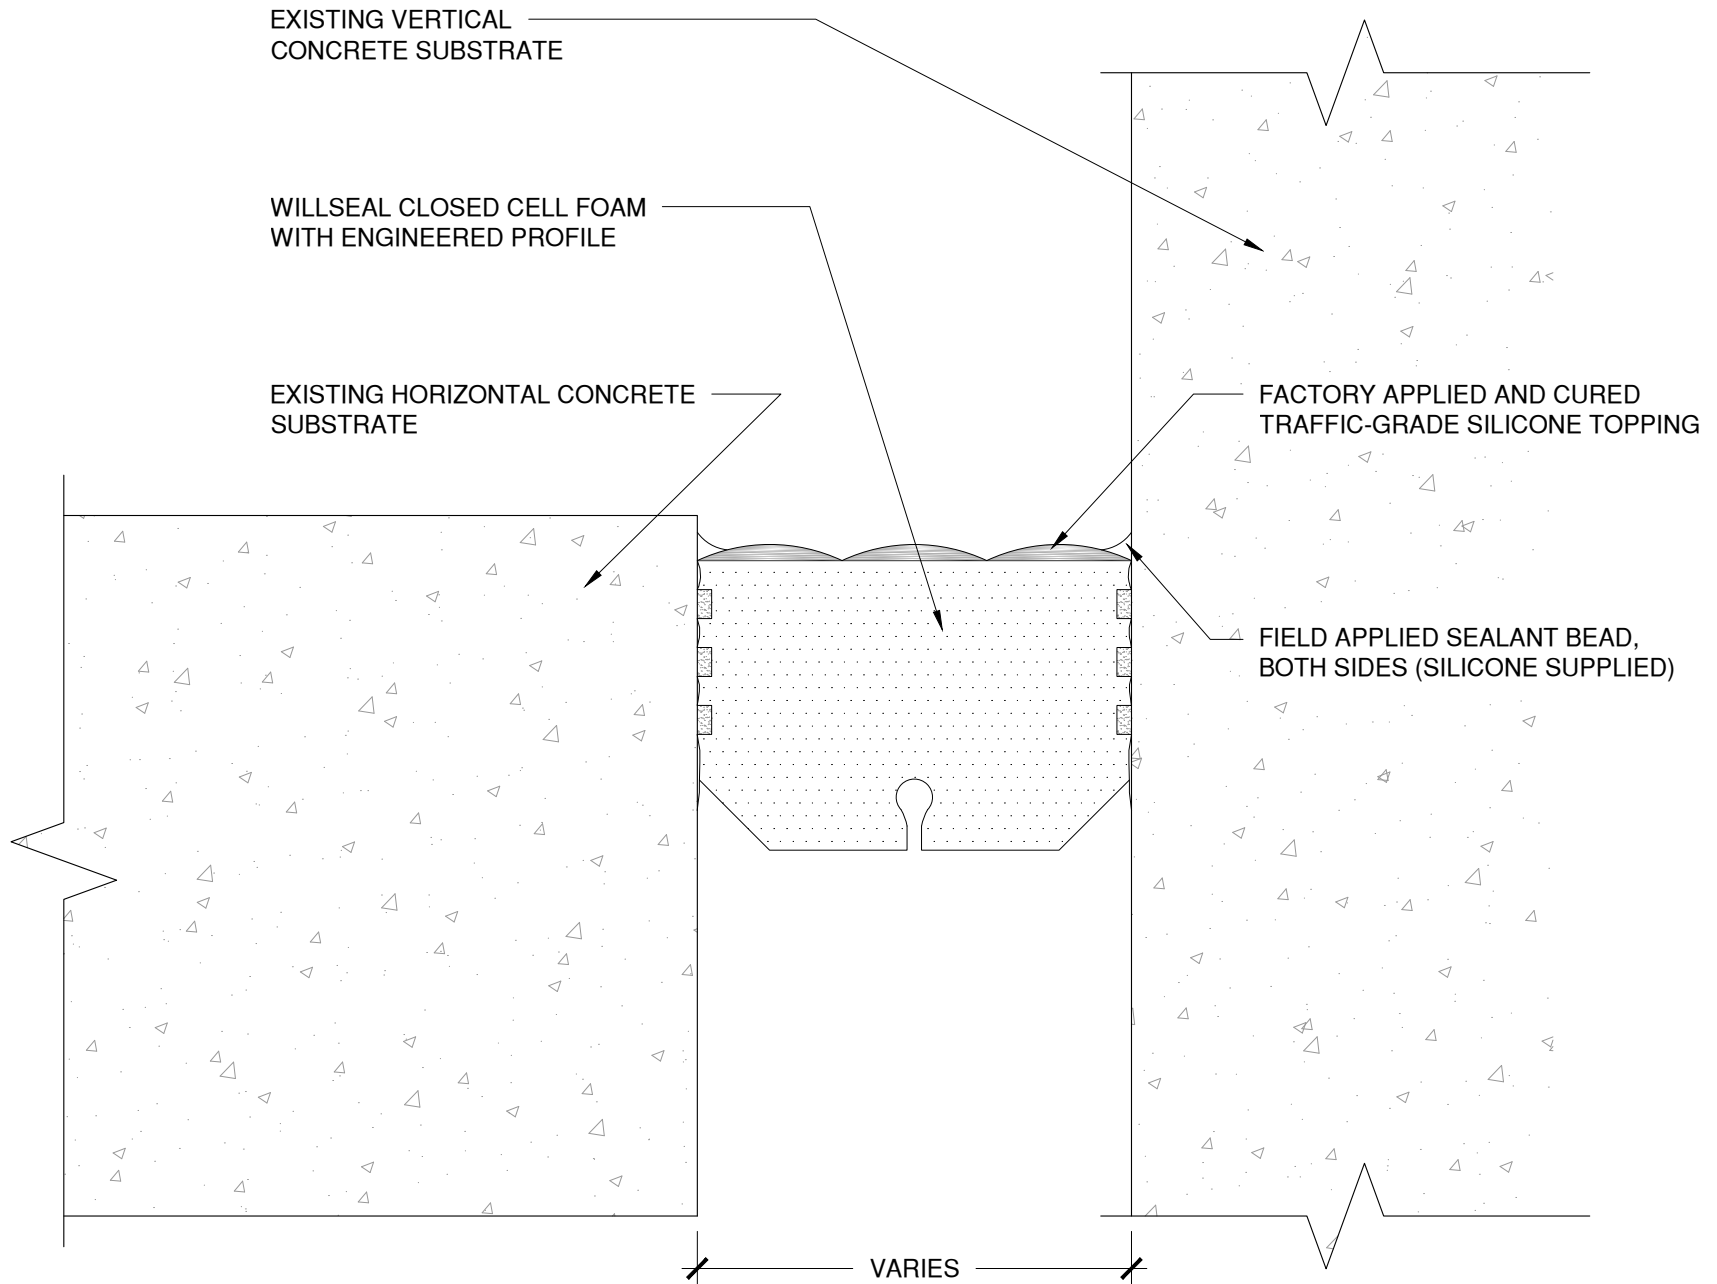 EXISTING VERTICAL
CONCRETE SUBSTRATE
WILLSEAL CLOSED CELL FOAM
WITH ENGINEERED PROFILE
EXISTING HORIZONTAL CONCRETE
SUBSTRATE
FACTORY APPLIED AND CURED
TRAFFIC-GRADE SILICONE TOPPING
FIELD APPLIED SEALANT BEAD,
BOTH SIDES (SILICONE SUPPLIED)
VARIES